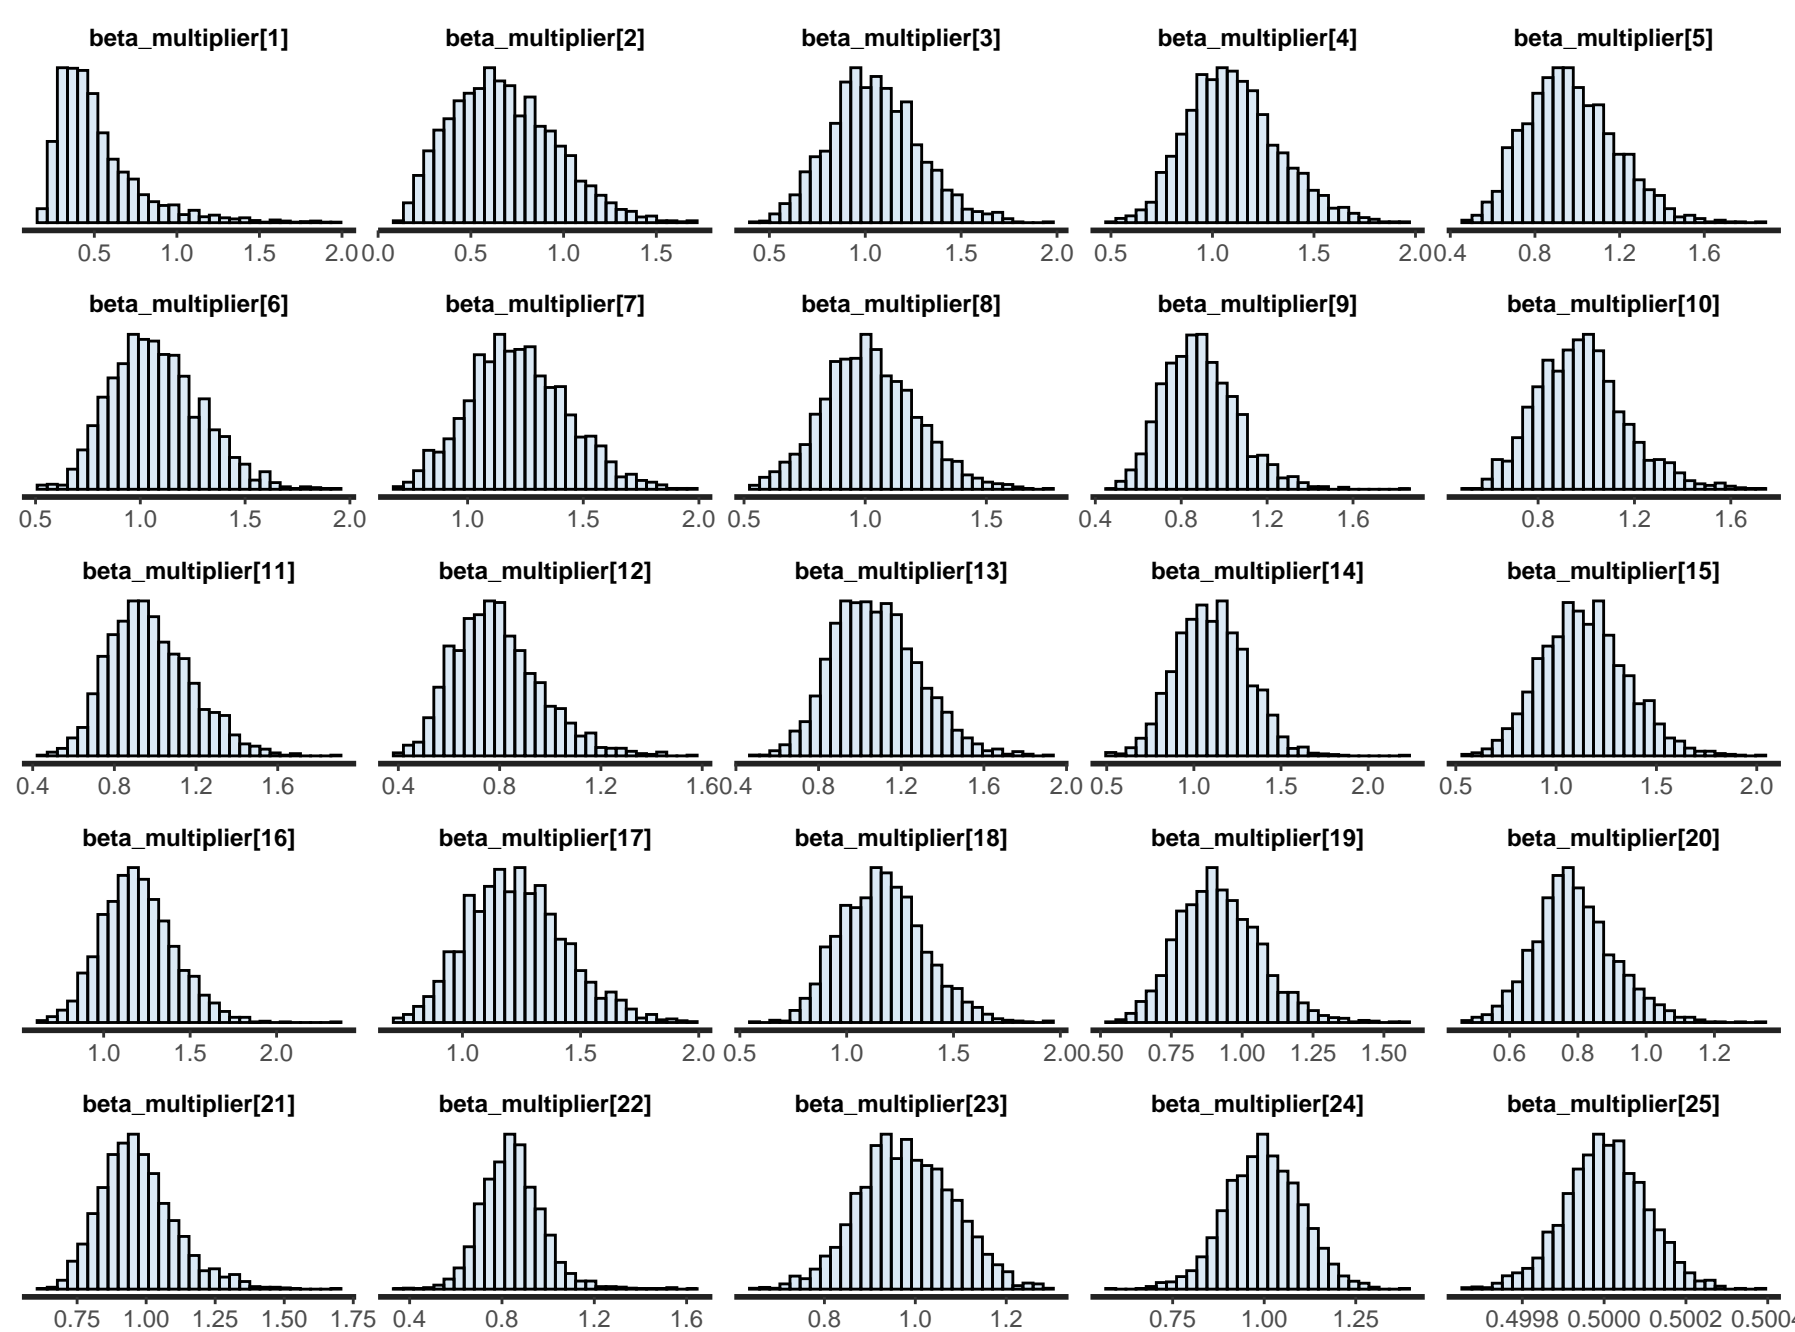 beta_multiplier[1] beta_multiplier[2] beta_multiplier[3] beta_multiplier[4] beta_multiplier[5]
0.5 1.0 1.5 2.0 0.0 0.5 1.0 1.5 0.5 1.0 1.5 2.0 0.5 1.0 1.5 2.0 0.4 0.8 1.2 1.6
beta_multiplier[6] beta_multiplier[7] beta_multiplier[8] beta_multiplier[9] beta_multiplier[10]
0.5 1.0 1.5 2.0 1.0 1.5 2.0 0.5 1.0 1.5 0.4 0.8 1.2 1.6 0.8 1.2 1.6
beta_multiplier[11] beta_multiplier[12] beta_multiplier[13] beta_multiplier[14] beta_multiplier[15]
0.4 0.8 1.2 1.6 0.4 0.8 1.2 1.6 0.4 0.8 1.2 1.6 2.0 0.5 1.0 1.5 2.0 0.5 1.0 1.5 2.0
beta_multiplier[16] beta_multiplier[17] beta_multiplier[18] beta_multiplier[19] beta_multiplier[20]
1.0 1.5 2.0 1.0 1.5 2.0 0.5 1.0 1.5 2.0 0.50 0.75 1.00 1.25 1.50 0.6 0.8 1.0 1.2
beta_multiplier[21] beta_multiplier[22] beta_multiplier[23] beta_multiplier[24] beta_multiplier[25]
0.75 1.00 1.25 1.50 1.75 0.4 0.8 1.2 1.6 0.8 1.0 1.2 0.75 1.00 1.25 0.4998 0.5000 0.5002 0.5004